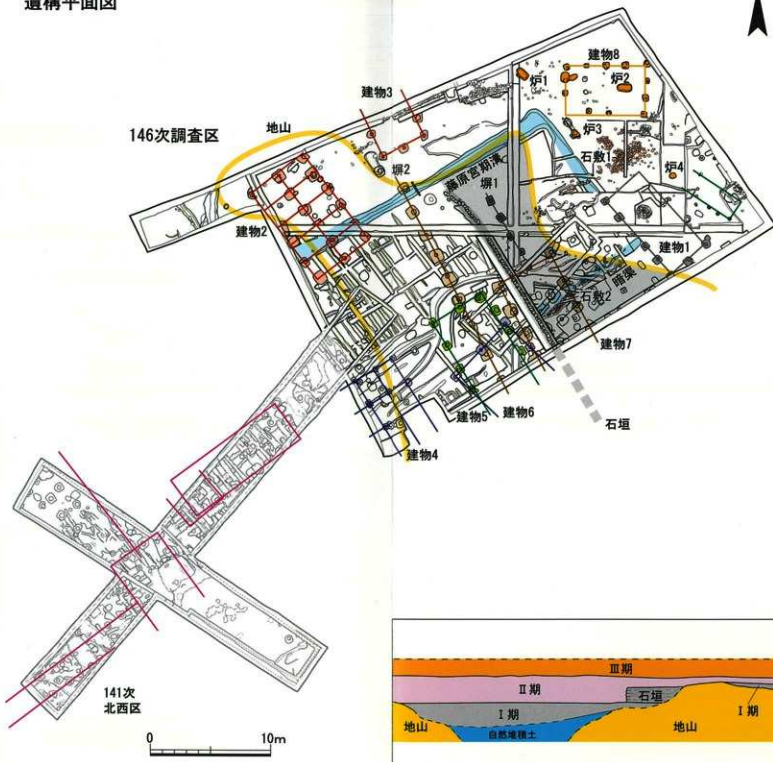 遺構平面図
146次調査区
地山
建物3
建物8
炉1
炉2
炉3
石敷1
炉4
塀2
藤原宮期溝
塀1
建物2
建物1
石敷2
暗渠
建物7
建物5
建物6
石垣
建物4
141次
北西区
0
10m
Ⅲ期
Ⅱ期
石垣
Ⅰ期
Ⅰ期
地山
自然堆積土
地山